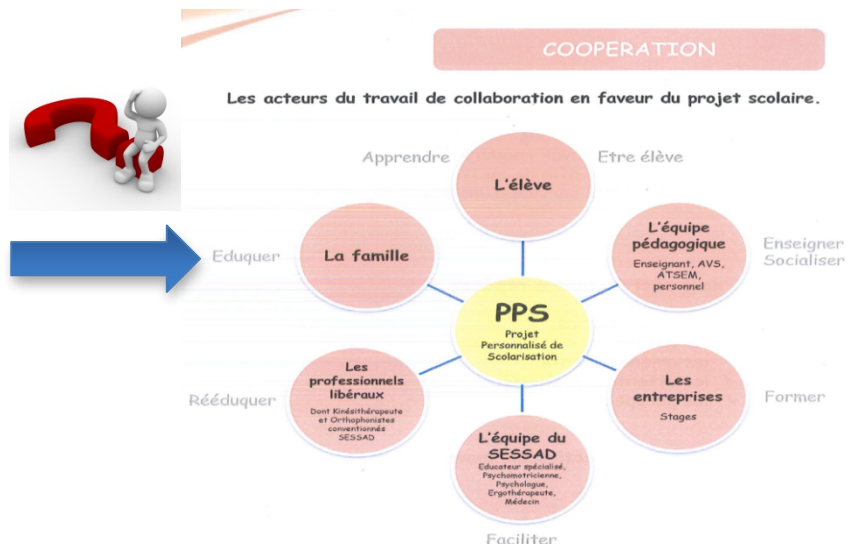 COOPERATION
Les acteurs du travail de collaboration en faveur du projet scolaire.
Apprendre
Etre élève
L'élève
La famille
Eduquer
L'équipe
pédagogique
Enseignant, AVS,
ATSEM,
personnel
Enseigner
Socialiser
PPS
Projet
Personnalisé de
Scolarisation
Rééduquer
Les
professionnels
libéraux
Dont Kinésithérapeute
et Orthophonistes
conventionnés
SESSAD
Les
entreprises
Stages
Former
L'équipe du
SESSAD
Educateur spécialisé,
Psychomotricienne,
Psychologue,
Ergothérapeute,
Médecin
Faciliter